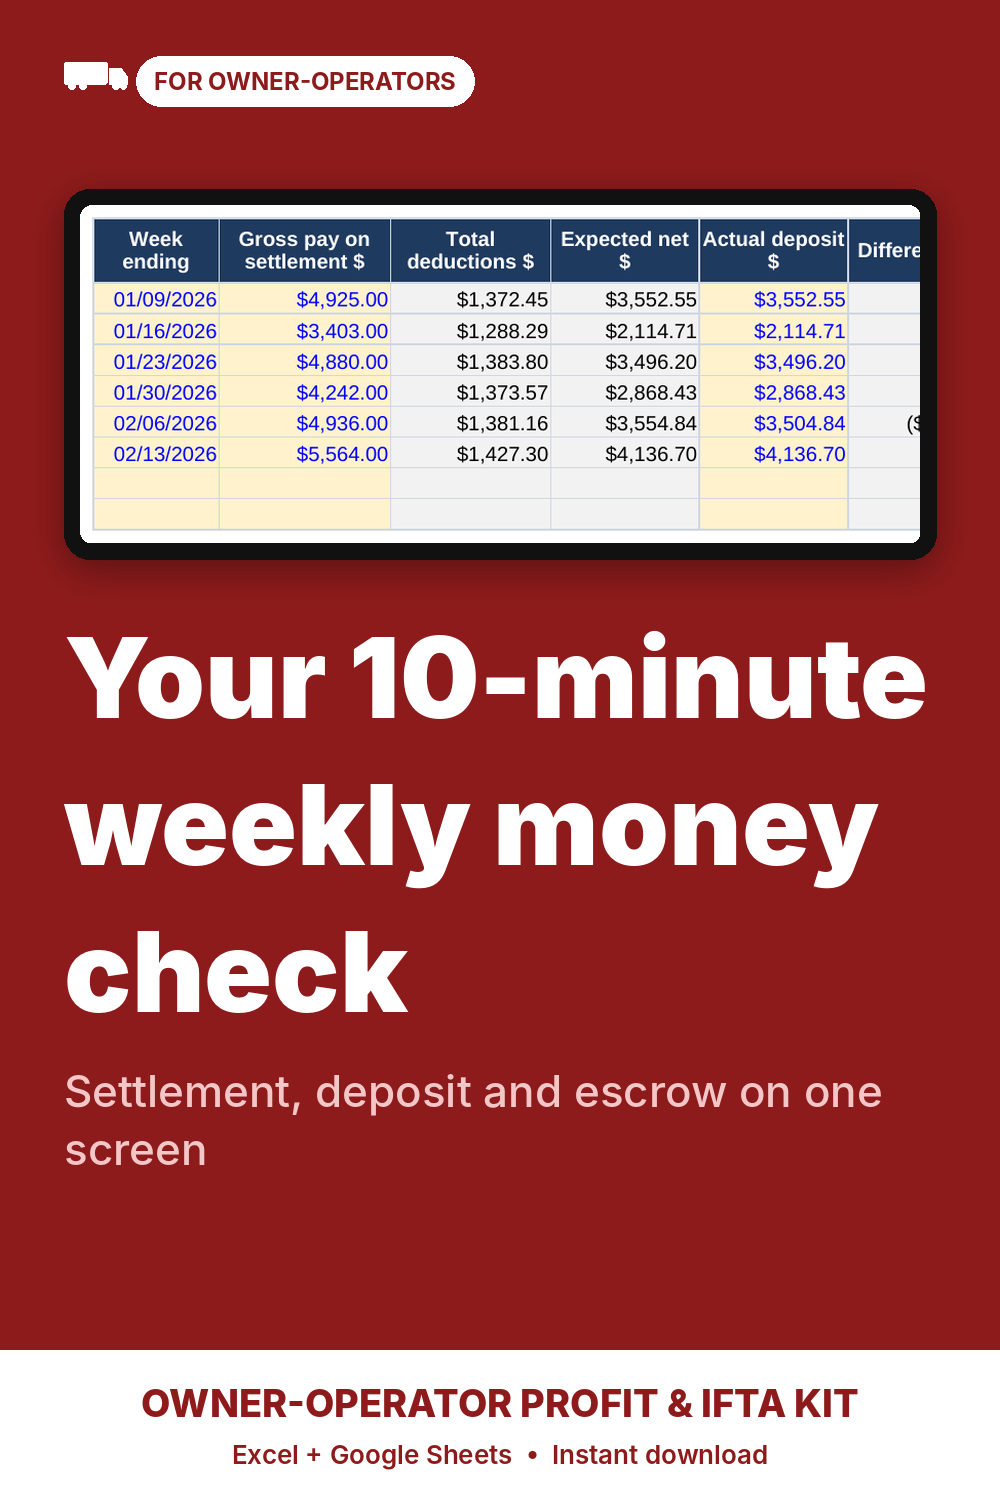 FOR OWNER-OPERATORS
Week ending Gross pay on settlement $ Total deductions $ Expected net $ Actual deposit $
01/09/2026 $4,925.00 $1,372.45 $3,552.55 $3,552.55
01/16/2026 $3,403.00 $1,288.29 $2,114.71 $2,114.71
01/23/2026 $4,880.00 $1,383.80 $3,496.20 $3,496.20
01/30/2026 $4,242.00 $1,373.57 $2,868.43 $2,868.43
02/06/2026 $4,936.00 $1,381.16 $3,554.84 $3,504.84
02/13/2026 $5,564.00 $1,427.30 $4,136.70 $4,136.70
Your 10-minute
weekly money
check
Settlement, deposit and escrow on one
screen
OWNER-OPERATOR PROFIT & IFTA KIT
Excel + Google Sheets • Instant download